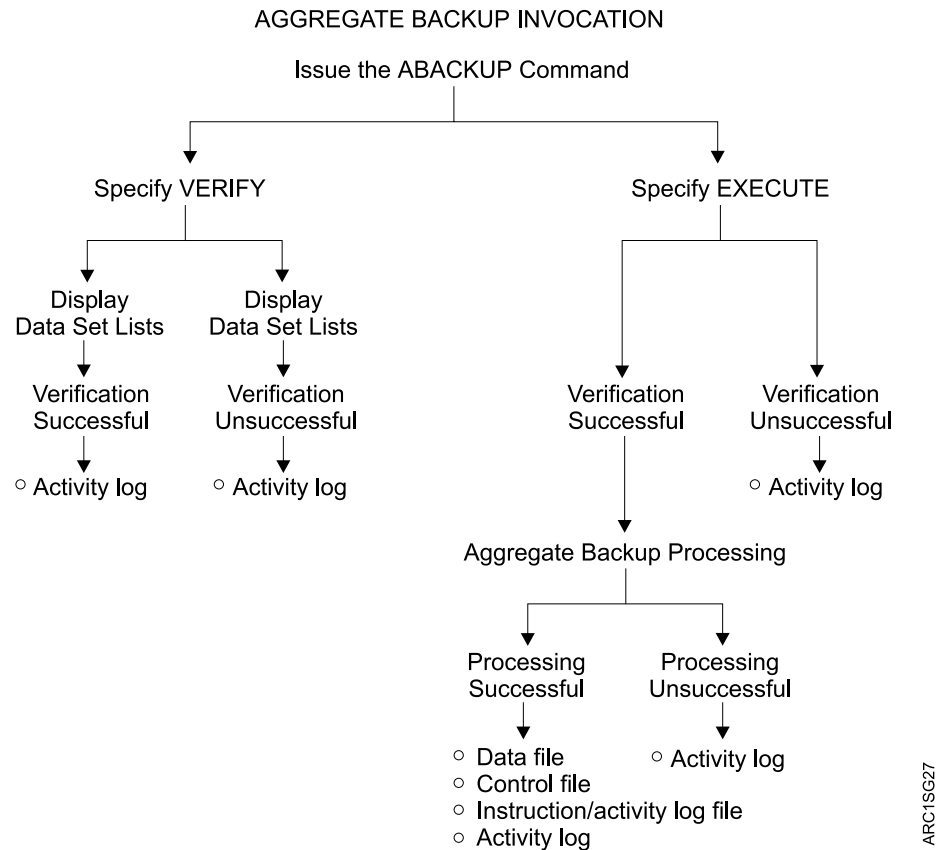 AGGREGATE BACKUP INVOCATION
Issue the ABACKUP Command
Specify VERIFY
Specify EXECUTE
Display
Data Set Lists
Display
Data Set Lists
Verification
Successful
Verification
Unsuccessful
Verification
Successful
Verification
Unsuccessful
○ Activity log
○ Activity log
○ Activity log
Aggregate Backup Processing
Processing
Successful
Processing
Unsuccessful
○ Data file
○ Control file
○ Instruction/activity log file
○ Activity log
○ Activity log
ARC1SG27